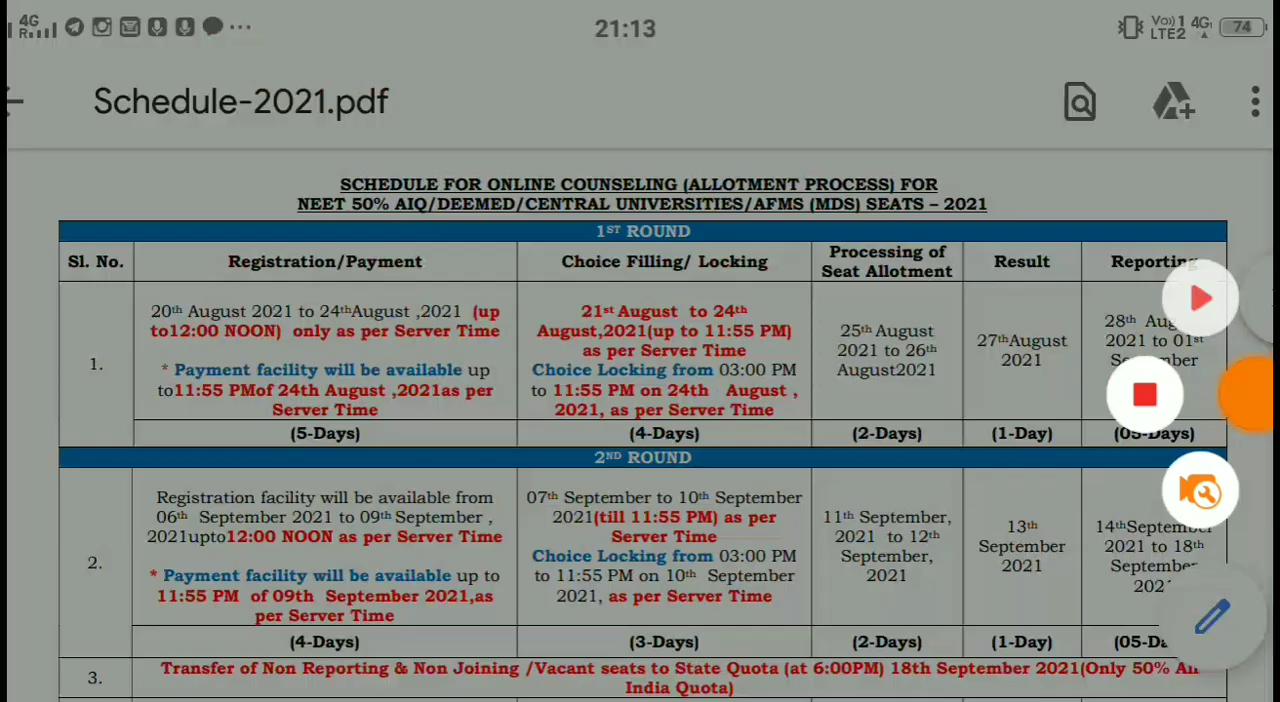 4G
R
21:13
Vo))1 4G
LTE2
74
Schedule-2021.pdf
SCHEDULE FOR ONLINE COUNSELING (ALLOTMENT PROCESS) FOR
NEET 50% AIQ/DEEMED/CENTRAL UNIVERSITIES/AFMS (MDS) SEATS – 2021
1ST ROUND
Sl. No.
Registration/Payment
Choice Filling/ Locking
Processing of
Seat Allotment
Result
Reporting
1.
20th August 2021 to 24thAugust ,2021 (up
to12:00 NOON) only as per Server Time
* Payment facility will be available up
to11:55 PMof 24th August ,2021as per
Server Time
21st August to 24th
August,2021(up to 11:55 PM)
as per Server Time
Choice Locking from 03:00 PM
to 11:55 PM on 24th August ,
2021, as per Server Time
25th August
2021 to 26th
August2021
27thAugust
2021
28th
2021 to 01st
(5-Days)
(4-Days)
(2-Days)
(1-Day)
(05-Days)
2ND ROUND
2.
Registration facility will be available from
06th September 2021 to 09th September ,
2021upto12:00 NOON as per Server Time
* Payment facility will be available up to
11:55 PM of 09th September 2021,as
per Server Time
07th September to 10th September
2021(till 11:55 PM) as per
Server Time
Choice Locking from 03:00 PM
to 11:55 PM on 10th September
2021, as per Server Time
11th September,
2021 to 12th
September,
2021
13th
September
2021
14thSeptember
2021 to 18th
September
(4-Days)
(3-Days)
(2-Days)
(1-Day)
3.
Transfer of Non Reporting & Non Joining /Vacant seats to State Quota (at 6:00PM) 18th September 2021(Only 50% All
India Quota)